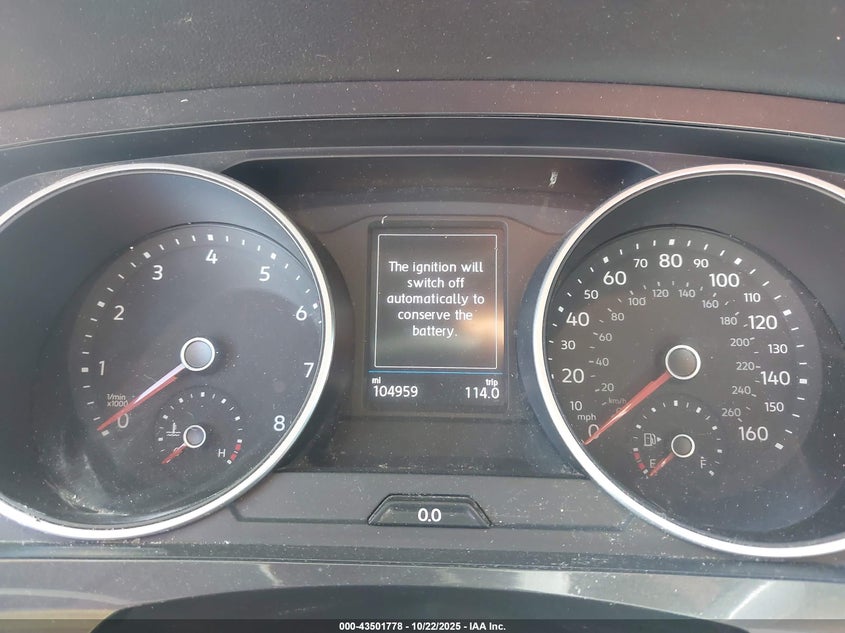 The ignition will
switch off
automatically to
conserve the
battery.
mi trip
104959 114.0
0.0
0 1 2 3 4 5 6 7 8
1/min
x1000
H
0 10 20 30 40 50 60 70 80 90 100 110 120 130 140 150 160
mph
20 40 60 80 100 120 140 160 180 200 220 240 260
km/h
E F
000-43501778 - 10/22/2025 - IAA Inc.